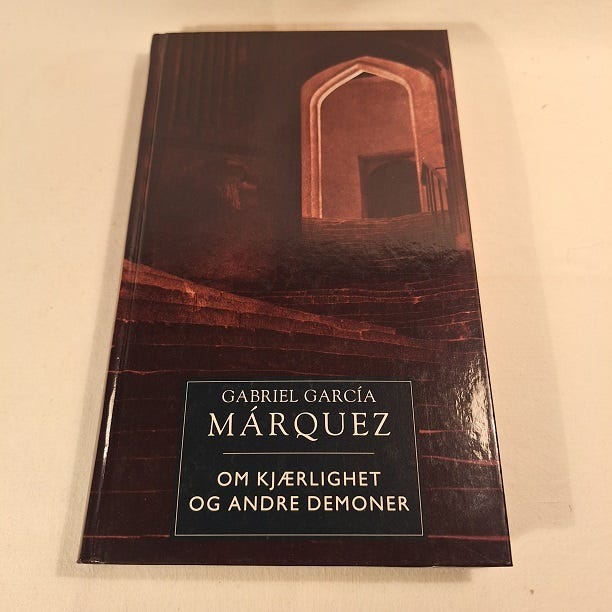 GABRIEL GARCÍA
MÁRQUEZ
OM KJÆRLIGHET
OG ANDRE DEMONER